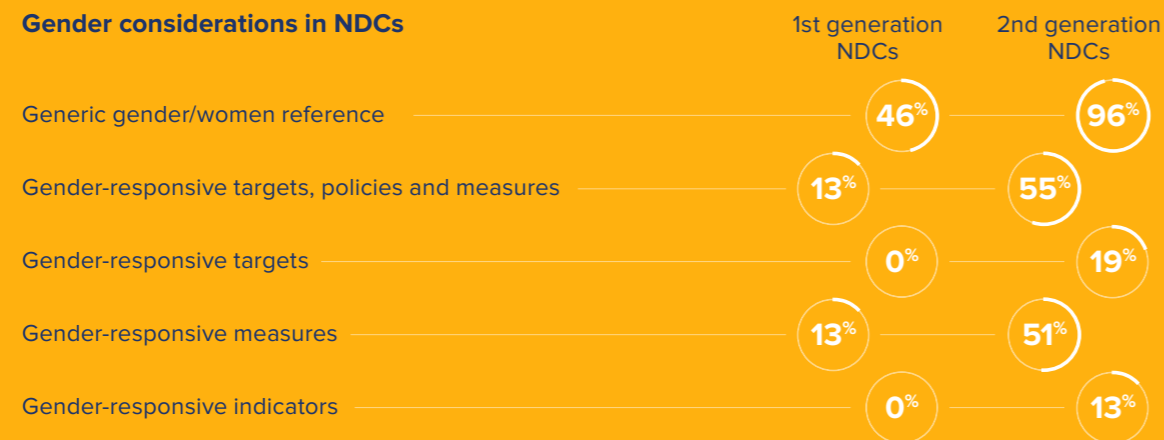 Gender considerations in NDCs
1st generation NDCs
2nd generation NDCs
Generic gender/women reference 46% 96%
Gender-responsive targets, policies and measures 13% 55%
Gender-responsive targets 0% 19%
Gender-responsive measures 13% 51%
Gender-responsive indicators 0% 13%